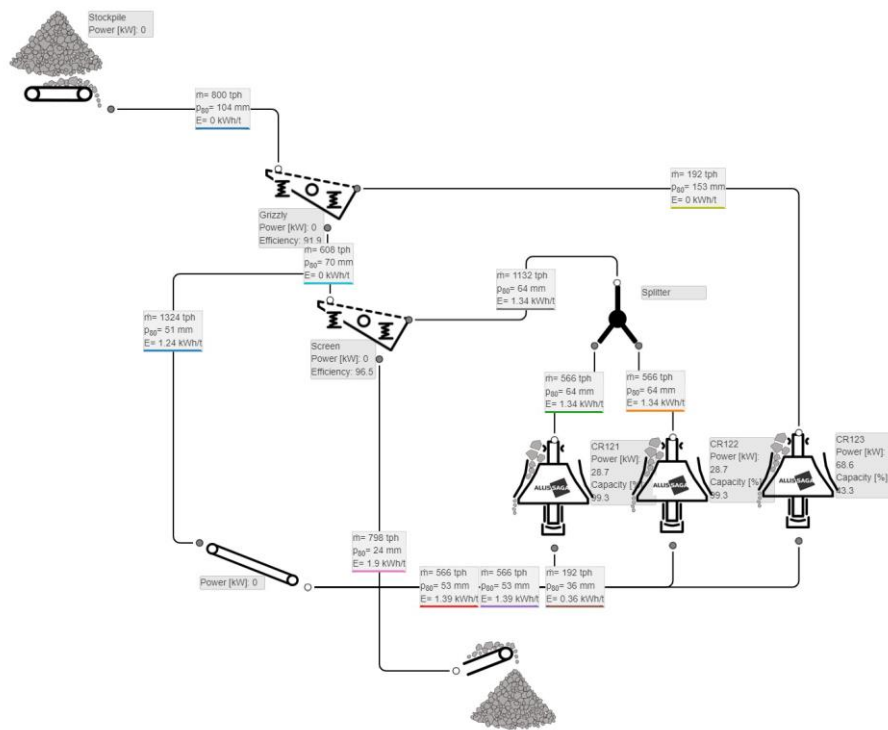 Stockpile
Power [kW]: 0
ṁ= 800 tph
p80= 104 mm
E= 0 kWh/t
ṁ= 192 tph
p80= 153 mm
E= 0 kWh/t
Grizzly
Power [kW]: 0
Efficiency: 91.9
ṁ= 608 tph
p80= 70 mm
E= 0 kWh/t
ṁ= 1132 tph
p80= 64 mm
E= 1.34 kWh/t
Splitter
ṁ= 1324 tph
p80= 51 mm
E= 1.24 kWh/t
Screen
Power [kW]: 0
Efficiency: 96.5
ṁ= 566 tph
p80= 64 mm
E= 1.34 kWh/t
ṁ= 566 tph
p80= 64 mm
E= 1.34 kWh/t
CR121
Power [kW]:
28.7
Capacity [%]
99.3
CR122
Power [kW]:
28.7
Capacity [%]
99.3
CR123
Power [kW]:
68.6
Capacity [%]
43.3
ṁ= 798 tph
p80= 24 mm
E= 1.9 kWh/t
Power [kW]: 0
ṁ= 566 tph
p80= 53 mm
E= 1.39 kWh/t
ṁ= 566 tph
p80= 53 mm
E= 1.39 kWh/t
ṁ= 192 tph
p80= 36 mm
E= 0.36 kWh/t